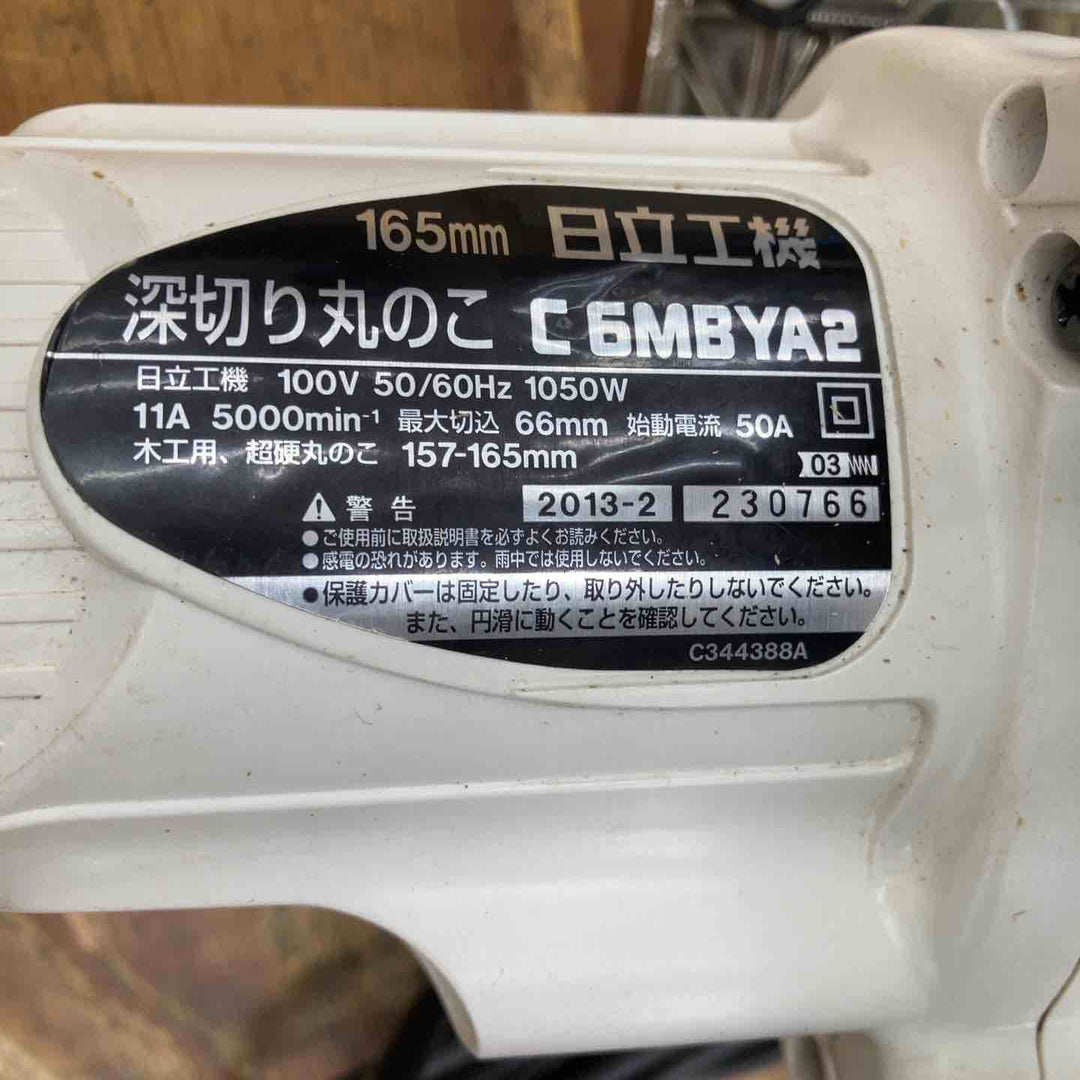 165mm 日立工機
深切り丸のこ C6MBYA2
日立工機 100V 50/60Hz 1050W
11A 5000min⁻¹ 最大切込 66mm 始動電流 50A
木工用、超硬丸のこ 157-165mm
03
警告 2013-2 230766
●ご使用前に取扱説明書を必ずよくお読みください。
●感電の恐れがあります。雨中では使用しないでください。
●保護カバーは固定したり、取り外したりしないでください。
また、円滑に動くことを確認してください。
C344388A